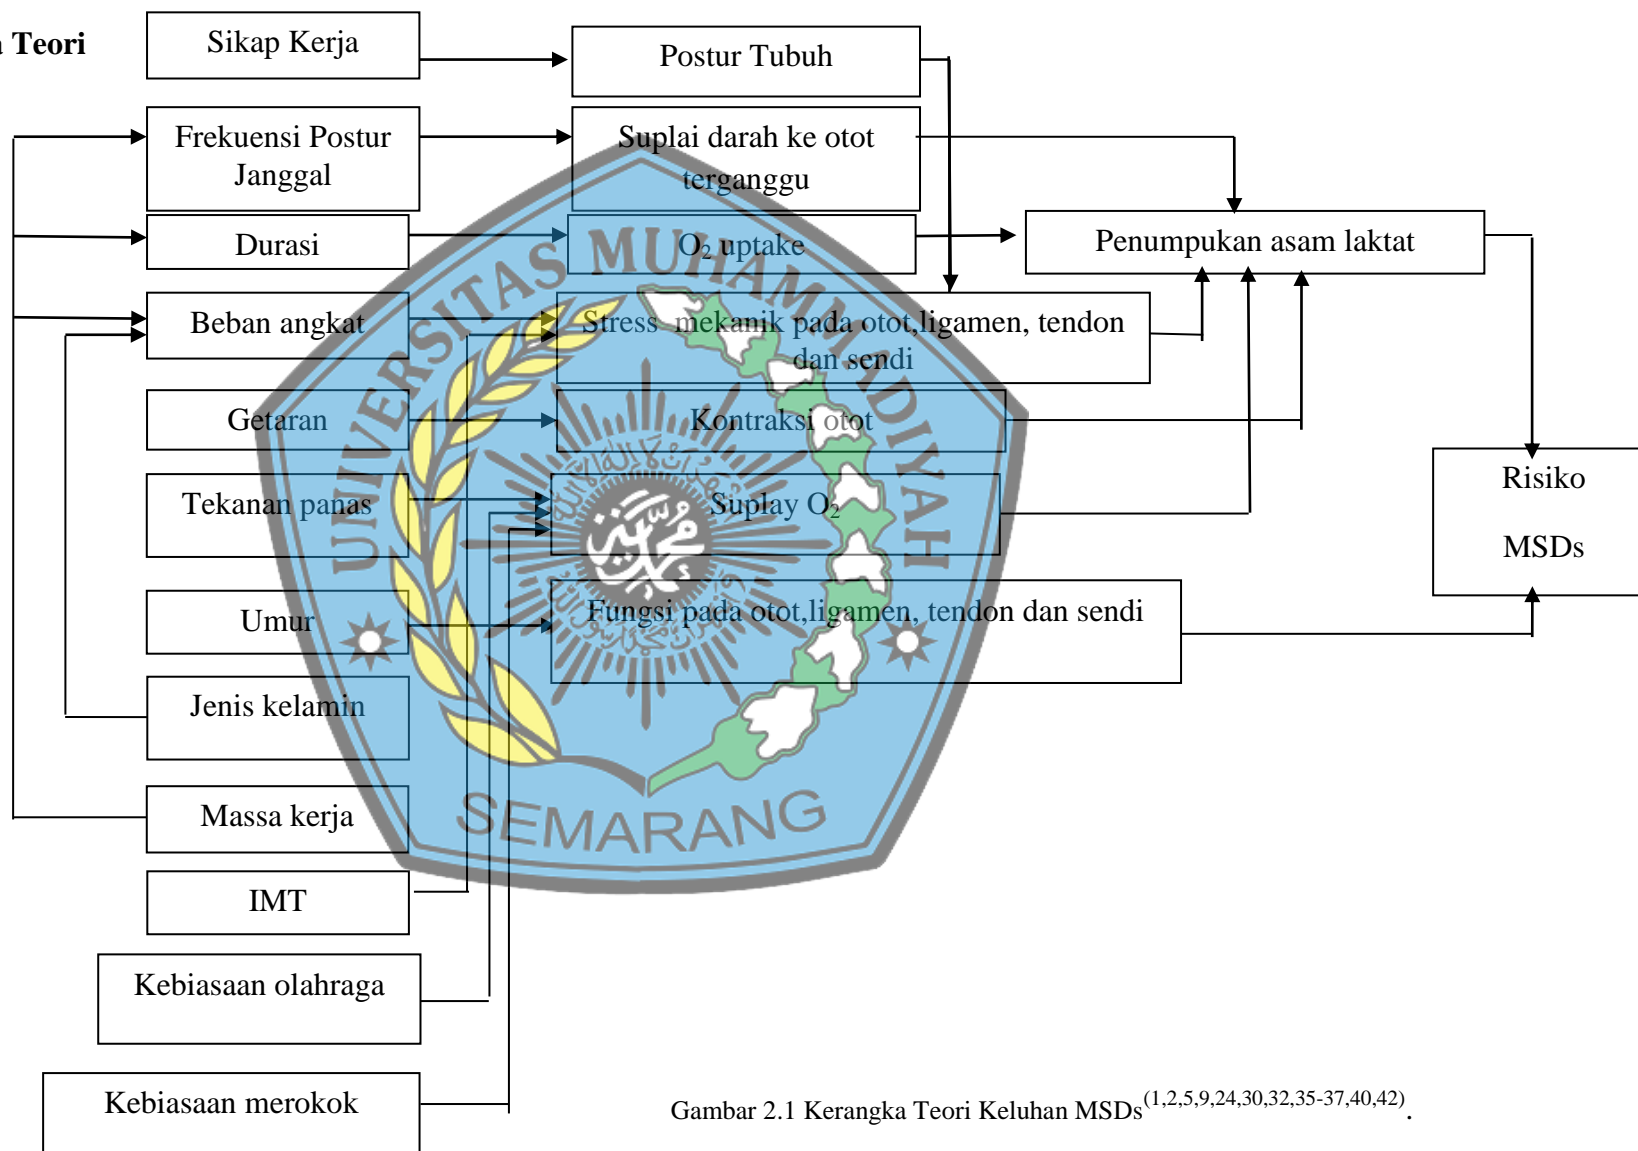 a Teori
Sikap Kerja
Postur Tubuh
Frekuensi Postur
Janggal
Suplai darah ke otot
terganggu
Durasi
O₂ uptake
Penumpukan asam laktat
Beban angkat
Stress mekanik pada otot,ligamen, tendon
dan sendi
Getaran
Kontraksi otot
Tekanan panas
Suplay O₂
Risiko
MSDs
Umur
Fungsi pada otot,ligamen, tendon dan sendi
Jenis kelamin
Massa kerja
IMT
Kebiasaan olahraga
Kebiasaan merokok
UNIVERSITAS MUHAMMADIYAH
SEMARANG
Gambar 2.1 Kerangka Teori Keluhan MSDs(1,2,5,9,24,30,32,35-37,40,42).